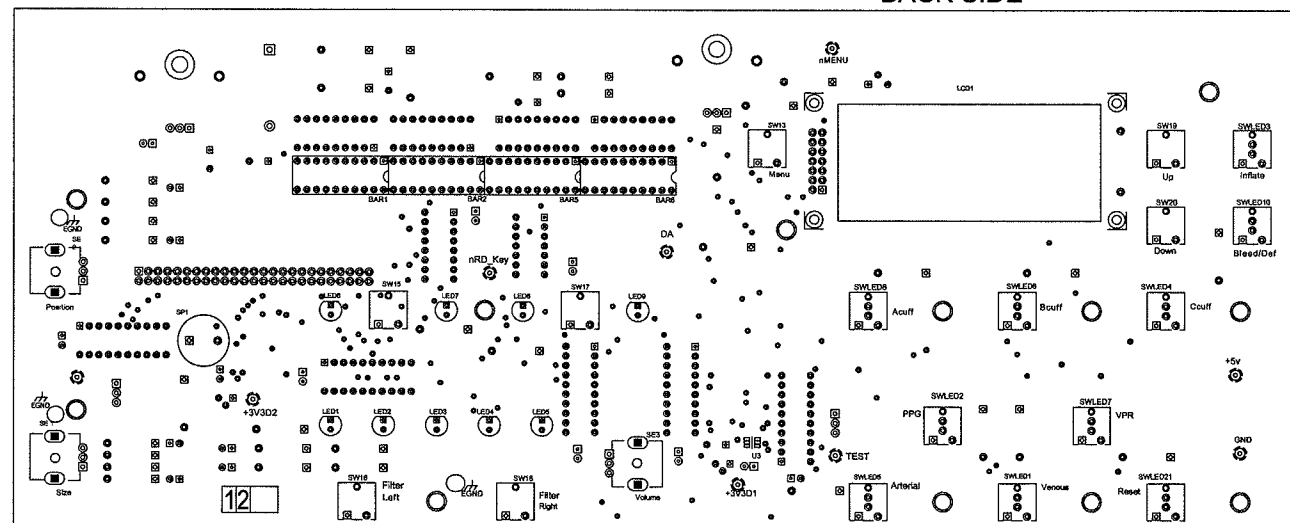 BACK SIDE
nMENU
LCD1
SW13
SW19
SWLED3
Menu
Up
Inflate
BAR1
BAR2
BAR5
BAR6
SW20
SWLED10
EGND
DA
Down
Bleed/Def
SE
nRD_Key
Position
LED6
SW15
LED7
LED8
SW17
LED9
SWLED8
SWLED6
SWLED4
Acuff
Bcuff
Ccuff
SP1
+5v
+3V3D2
EGND
SE
LED1
LED2
LED3
LED4
LED5
PPG
SWLED2
SWLED7
VPR
SE3
U3
TEST
GND
Size
12
SW16
Filter
Left
EGND
SW18
Filter
Right
Volume
+3V3D1
SWLED5
Arterial
SWLED1
Venous
Reset
SWLED21